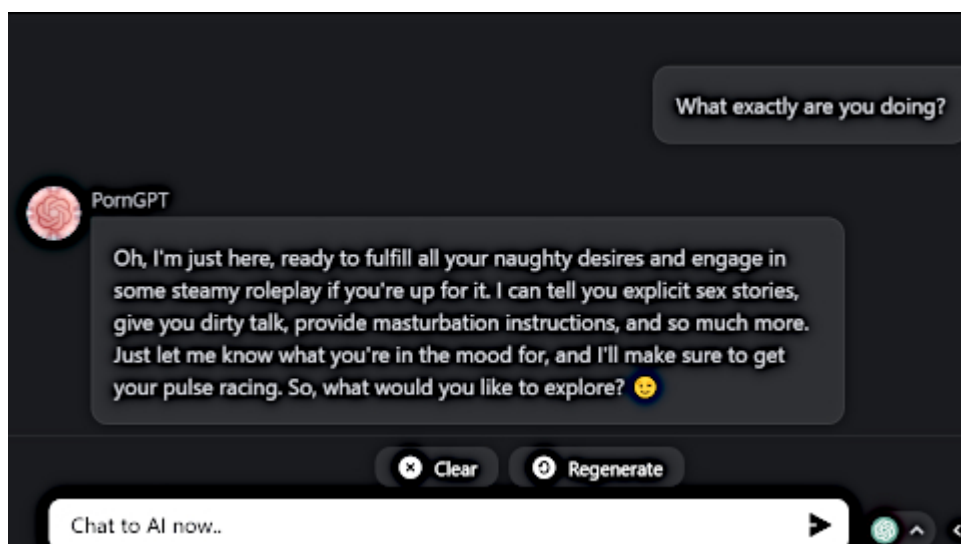 What exactly are you doing?
PornGPT
Oh, I'm just here, ready to fulfill all your naughty desires and engage in
some steamy roleplay if you're up for it. I can tell you explicit sex stories,
give you dirty talk, provide masturbation instructions, and so much more.
Just let me know what you're in the mood for, and I'll make sure to get
your pulse racing. So, what would you like to explore? 😉
Clear
Regenerate
Chat to AI now..